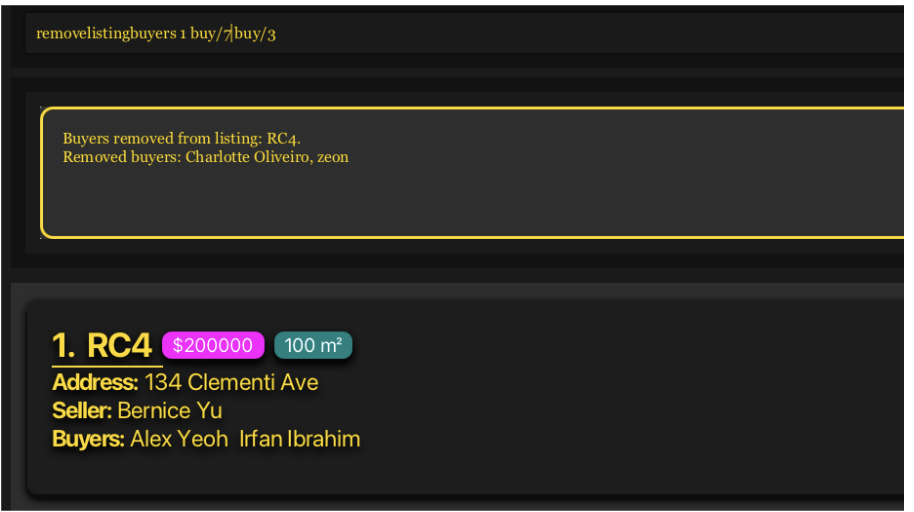 removelistingbuyers 1 buy/7 buy/3
Buyers removed from listing: RC4.
Removed buyers: Charlotte Oliveiro, zeon
1. RC4 $200000 100 m²
Address: 134 Clementi Ave
Seller: Bernice Yu
Buyers: Alex Yeoh Irfan Ibrahim